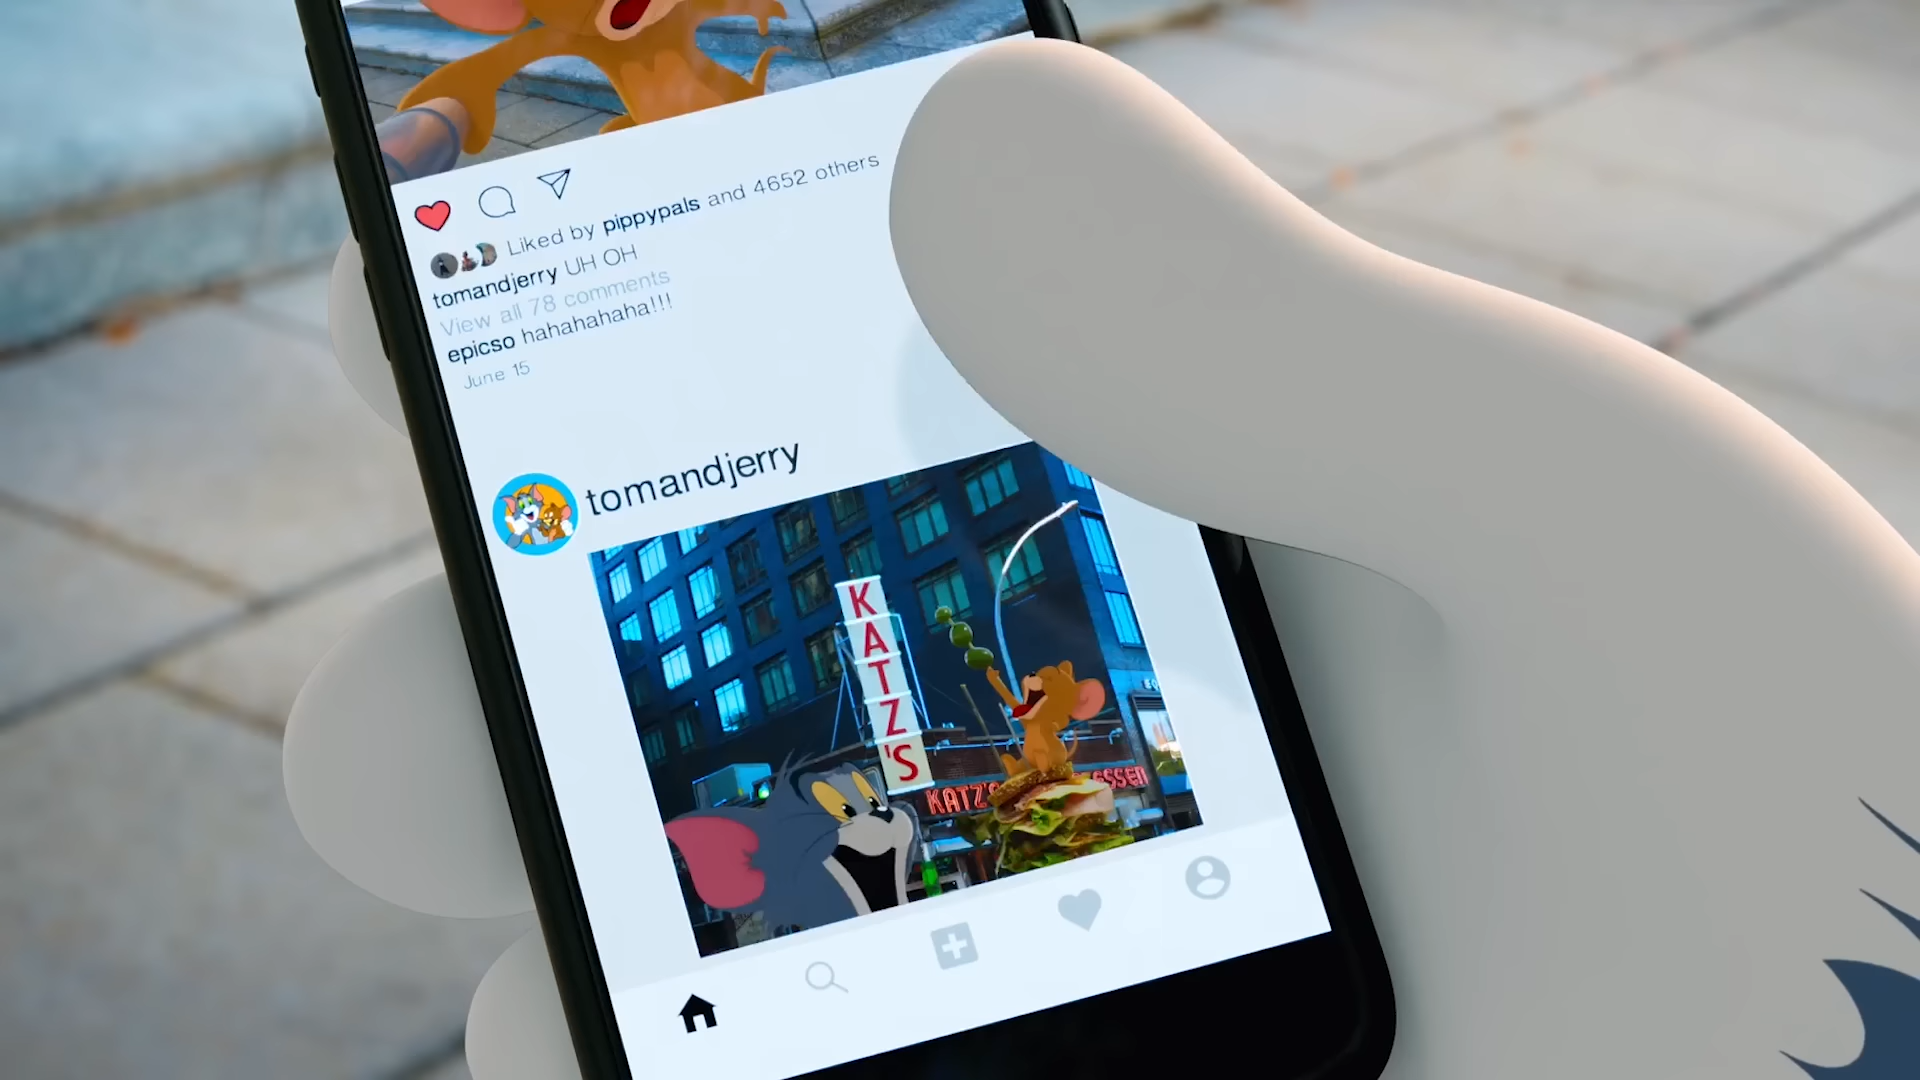 Liked by pippypals and 4652 others
tomandjerry UH OH
View all 78 comments
epicso hahahahaha!!!
June 15
tomandjerry
KATZ'S
KATZ'S